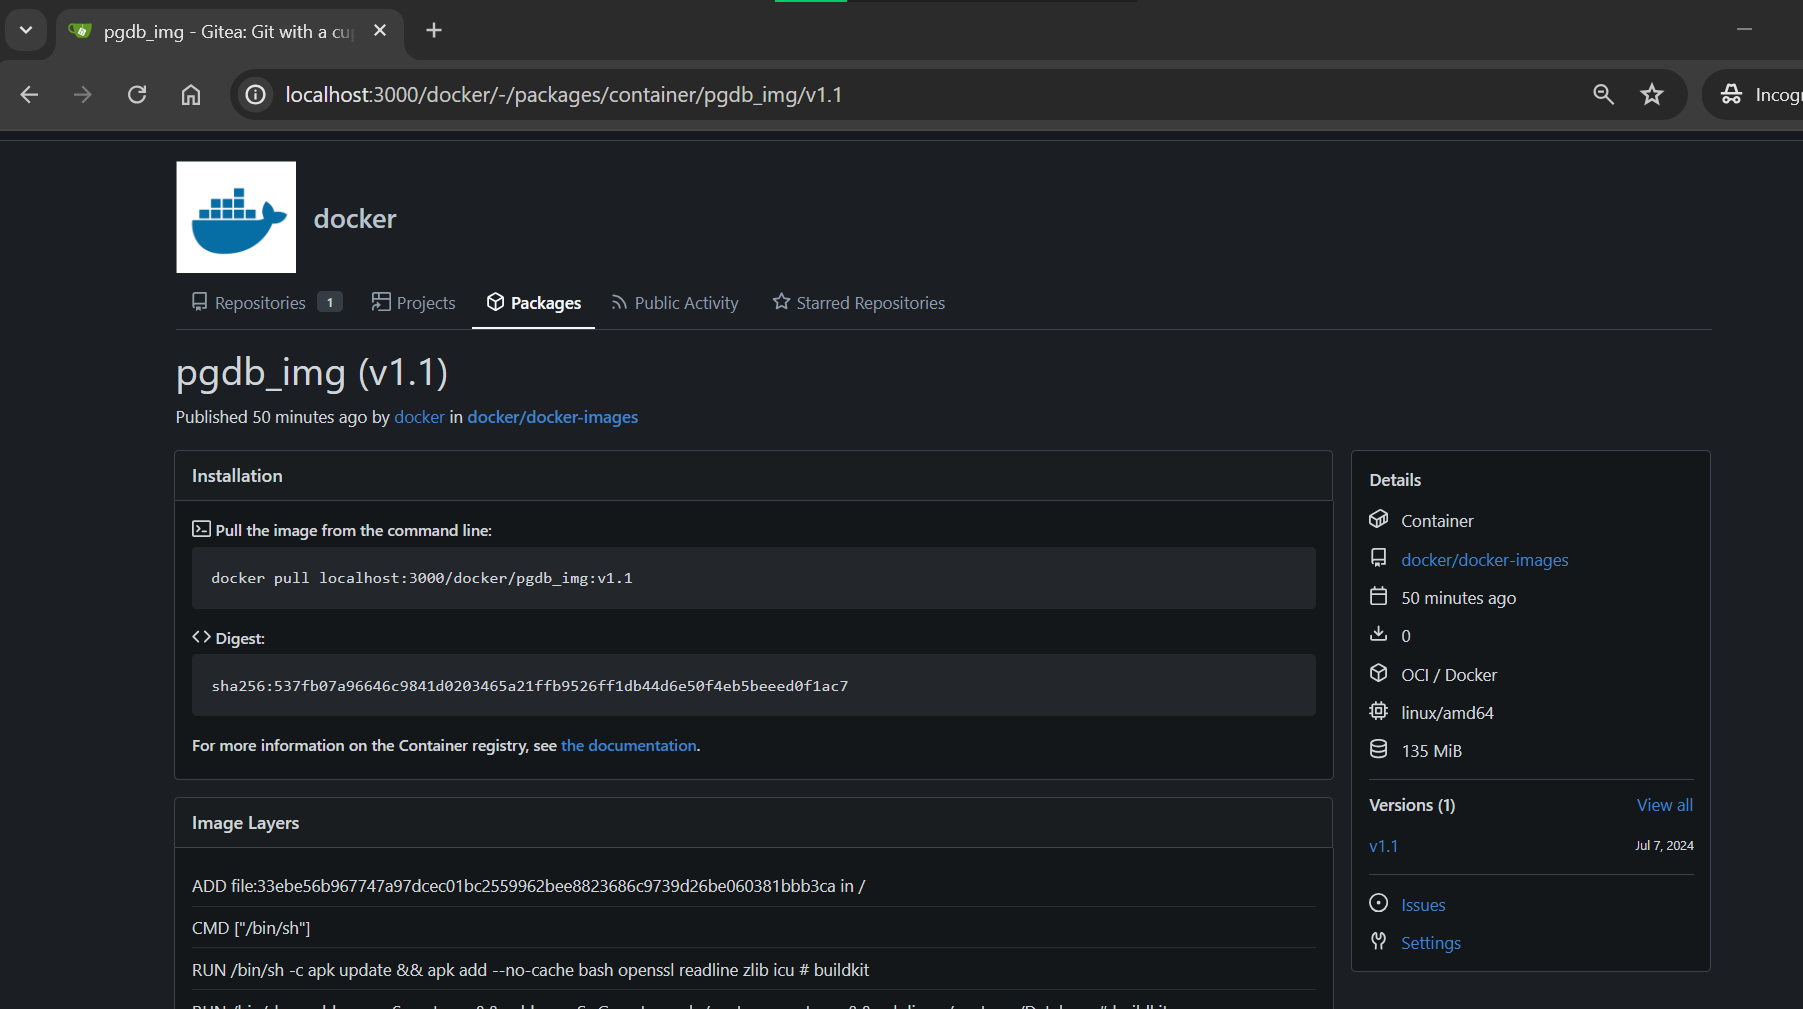 pgdb_img - Gitea: Git with a cu
localhost:3000/docker/-/packages/container/pgdb_img/v1.1
Incog
docker
Repositories 1 Projects Packages Public Activity Starred Repositories
pgdb_img (v1.1)
Published 50 minutes ago by docker in docker/docker-images
Installation
Pull the image from the command line:
docker pull localhost:3000/docker/pgdb_img:v1.1
Digest:
sha256:537fb07a96646c9841d0203465a21ffb9526ff1db44d6e50f4eb5beeed0f1ac7
For more information on the Container registry, see the documentation.
Image Layers
ADD file:33ebe56b967747a97dcec01bc2559962bee8823686c9739d26be060381bbb3ca in /
CMD ["/bin/sh"]
RUN /bin/sh -c apk update && apk add --no-cache bash openssl readline zlib icu # buildkit
Details
Container
docker/docker-images
50 minutes ago
0
OCI / Docker
linux/amd64
135 MiB
Versions (1) View all
v1.1 Jul 7, 2024
Issues
Settings